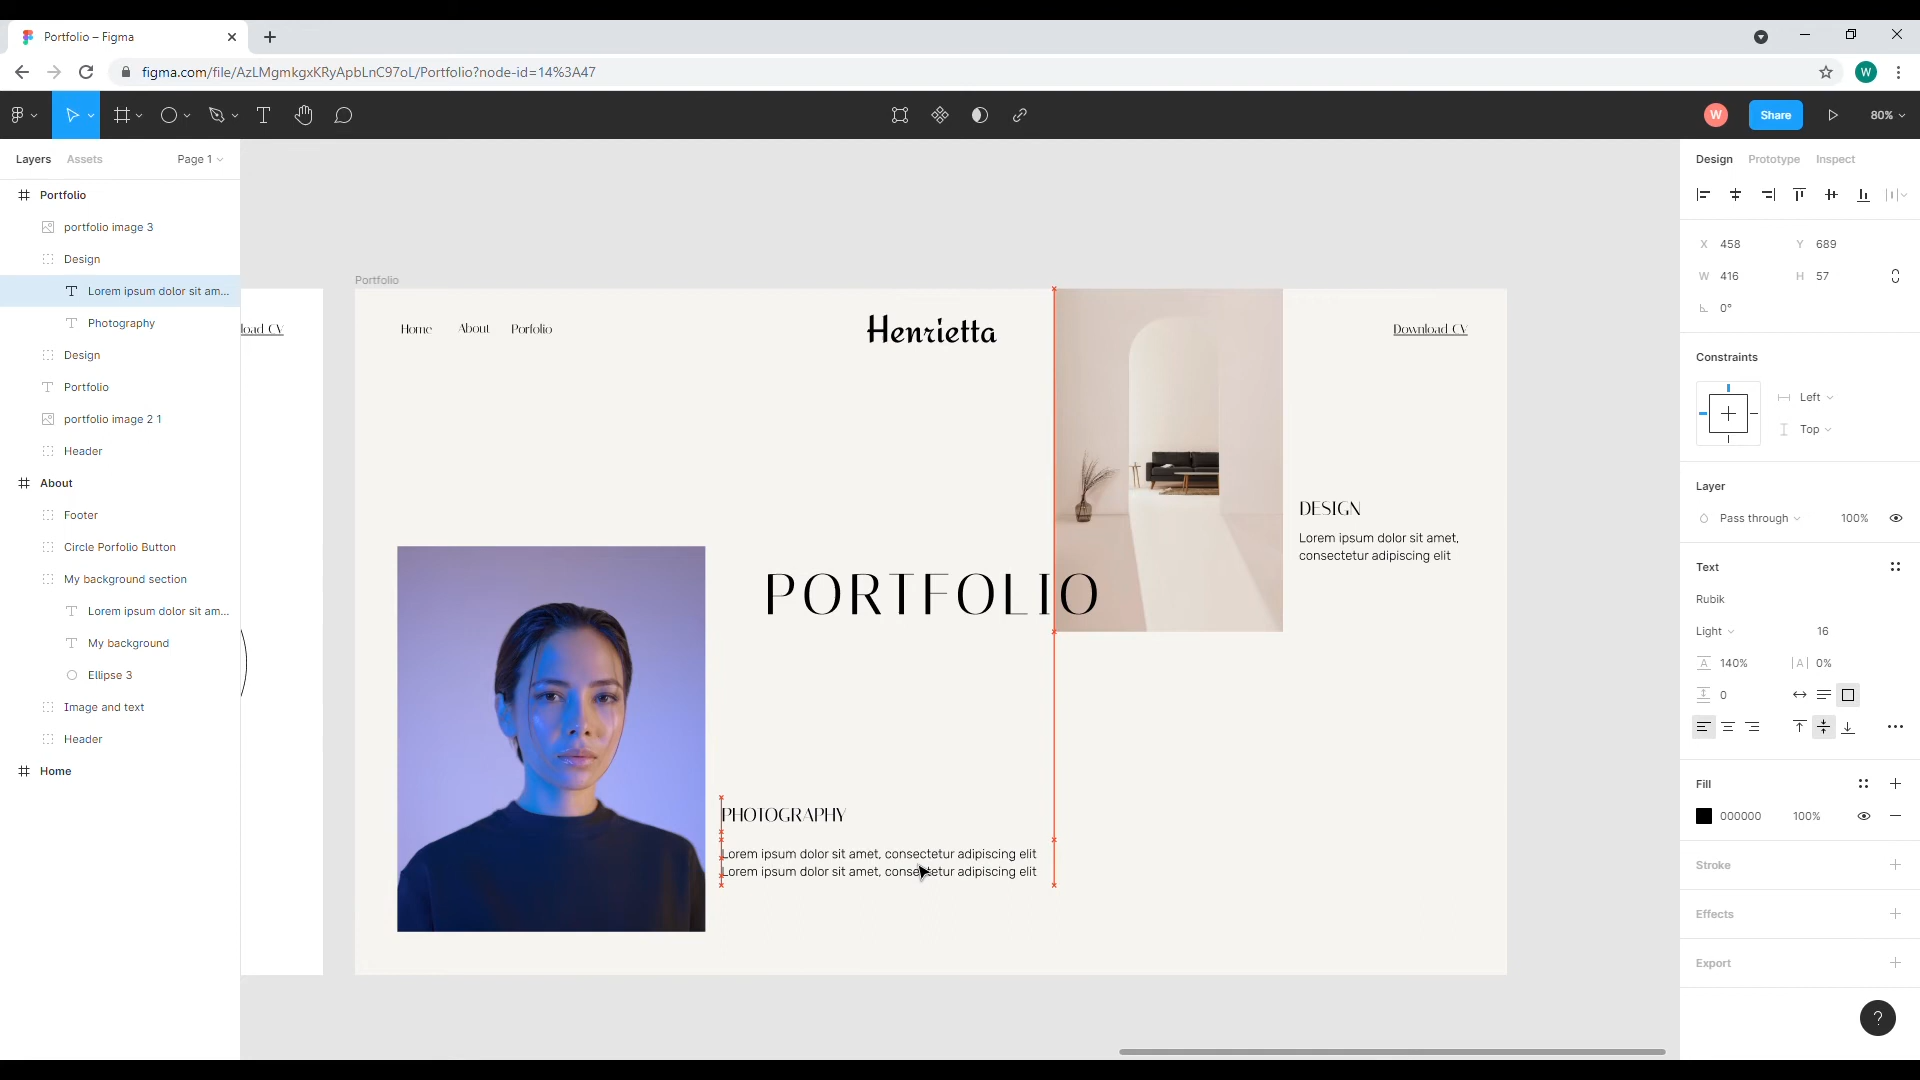 Portfolio – Figma
figma.com/file/AzLMgmkgxKRyApbLnC97oL/Portfolio?node-id=14%3A47
W
W
Share
80%
Layers
Assets
Page 1
Portfolio
portfolio image 3
Design
Lorem ipsum dolor sit am...
Photography
Design
Portfolio
portfolio image 2 1
Header
About
Footer
Circle Porfolio Button
My background section
Lorem ipsum dolor sit am...
My background
Ellipse 3
Image and text
Header
Home
load CV
Portfolio
Home
About
Porfolio
Henrietta
Download CV
DESIGN
Lorem ipsum dolor sit amet,
consectetur adipiscing elit
PORTFOLIO
PHOTOGRAPHY
Lorem ipsum dolor sit amet, consectetur adipiscing elit
Lorem ipsum dolor sit amet, consectetur adipiscing elit
Design
Prototype
Inspect
X 458
Y 689
W 416
H 57
0°
Constraints
Left
Top
Layer
Pass through
100%
Text
Rubik
Light
16
A 140%
|A| 0%
0
Fill
000000
100%
Stroke
Effects
Export
?